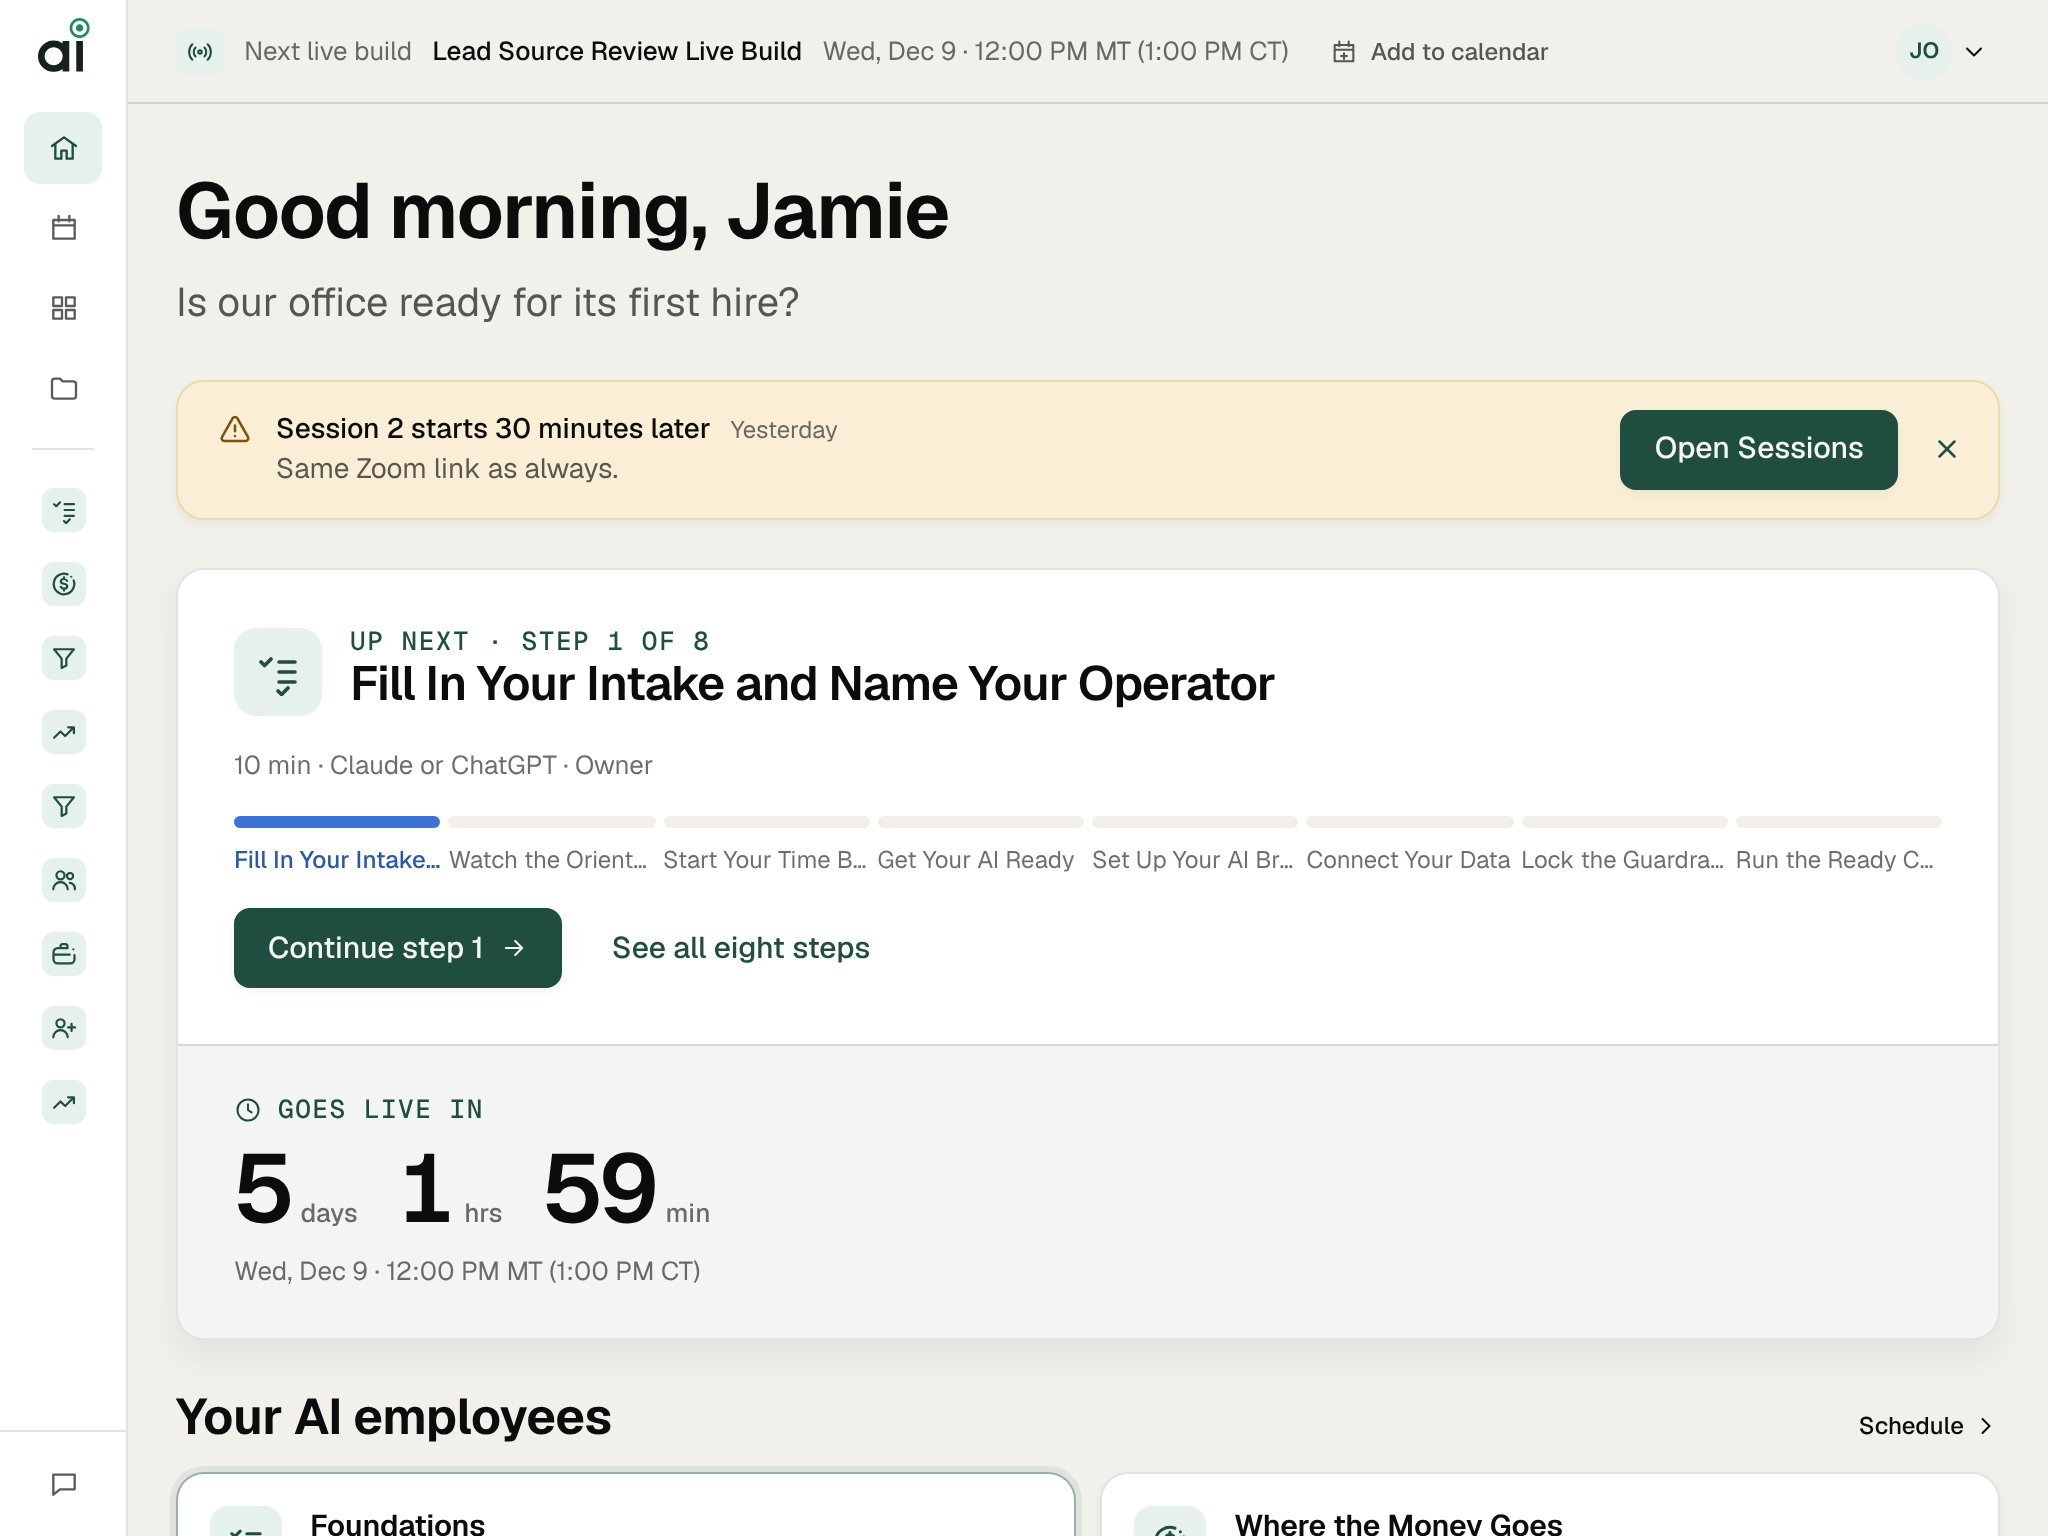 ai
Next live build Lead Source Review Live Build Wed, Dec 9 · 12:00 PM MT (1:00 PM CT) Add to calendar JO
Good morning, Jamie
Is our office ready for its first hire?
Session 2 starts 30 minutes later Yesterday
Same Zoom link as always.
Open Sessions
UP NEXT · STEP 1 OF 8
Fill In Your Intake and Name Your Operator
10 min · Claude or ChatGPT · Owner
Fill In Your Intake... Watch the Orient... Start Your Time B... Get Your AI Ready Set Up Your AI Br... Connect Your Data Lock the Guardra... Run the Ready C...
Continue step 1 → See all eight steps
GOES LIVE IN
5 days 1 hrs 59 min
Wed, Dec 9 · 12:00 PM MT (1:00 PM CT)
Your AI employees
Schedule
Foundations
Where the Money Goes